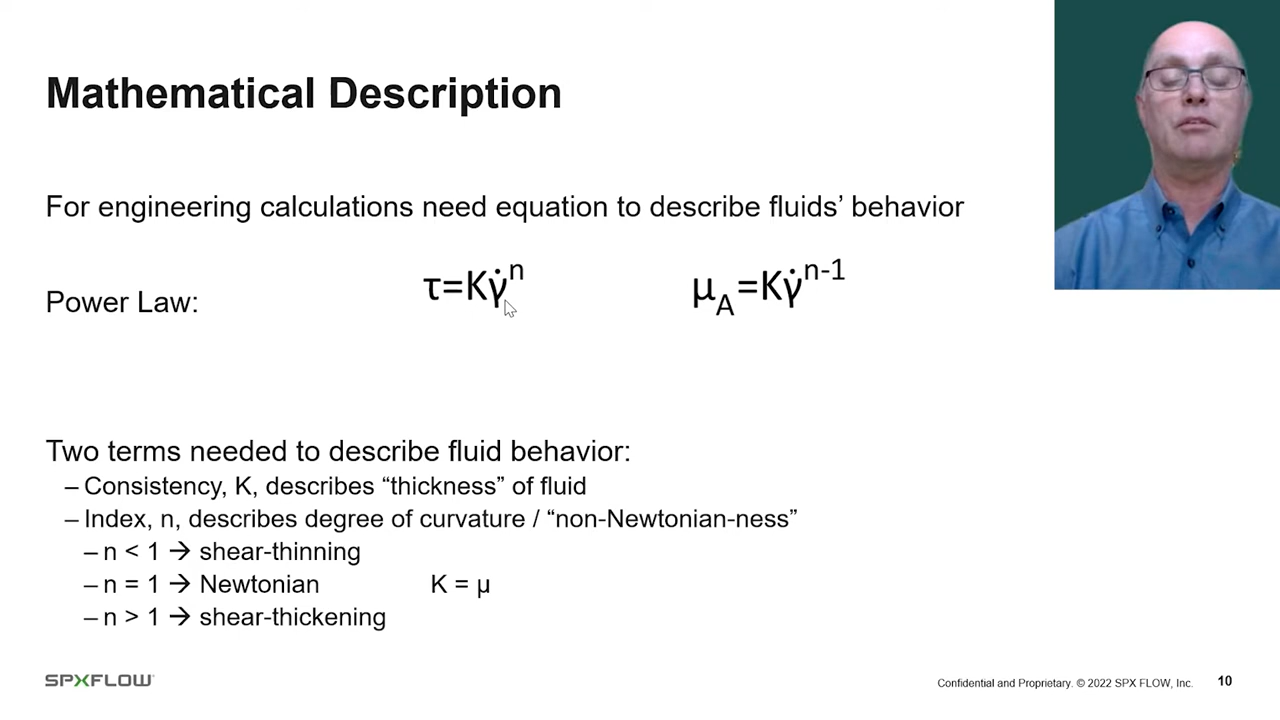 Mathematical Description
For engineering calculations need equation to describe fluids’ behavior
Power Law:
τ=Kγ̇ⁿ
μ_A=Kγ̇ⁿ⁻¹
Two terms needed to describe fluid behavior:
– Consistency, K, describes “thickness” of fluid
– Index, n, describes degree of curvature / “non-Newtonian-ness”
– n < 1 → shear-thinning
– n = 1 → Newtonian K = μ
– n > 1 → shear-thickening
SPXFLOW
Confidential and Proprietary. © 2022 SPX FLOW, Inc. 10